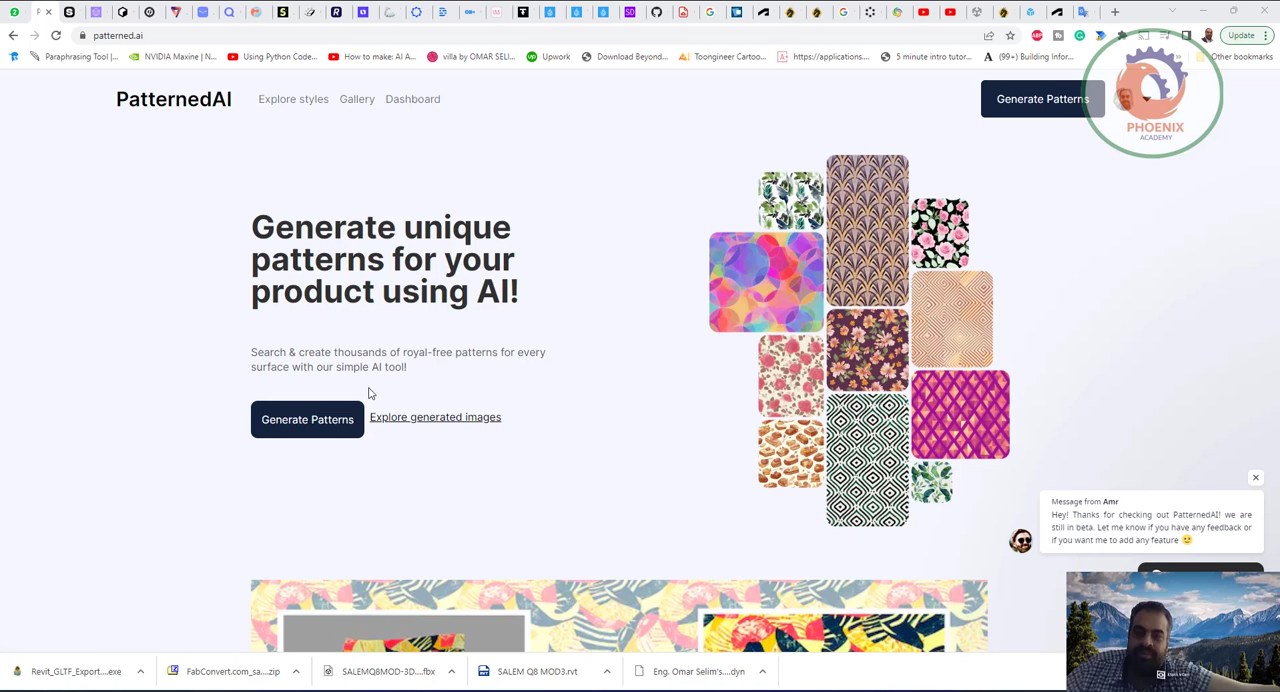 patterned.ai
Update
Paraphrasing Tool |...
NVIDIA Maxine | N...
Using Python Code...
How to make: AI A...
villa by OMAR SELI...
Upwork
Download Beyond...
Toongineer Cartoo...
https://applications....
5 minute intro tutor...
(99+) Building Infor...
Other bookmarks
PatternedAI
Explore styles
Gallery
Dashboard
Generate Patterns
PHOENIX
ACADEMY
Generate unique
patterns for your
product using AI!
Search & create thousands of royal-free patterns for every
surface with our simple AI tool!
Generate Patterns
Explore generated images
Message from Amr
Hey! Thanks for checking out PatternedAI! we are
still in beta. Let me know if you have any feedback or
if you want me to add any feature
Revit_GLTF_Export....exe
FabConvert.com_sa....zip
SALEMQ8MOD-3D....fbx
SALEM Q8 MOD3.rvt
Eng. Omar Selim's....dyn